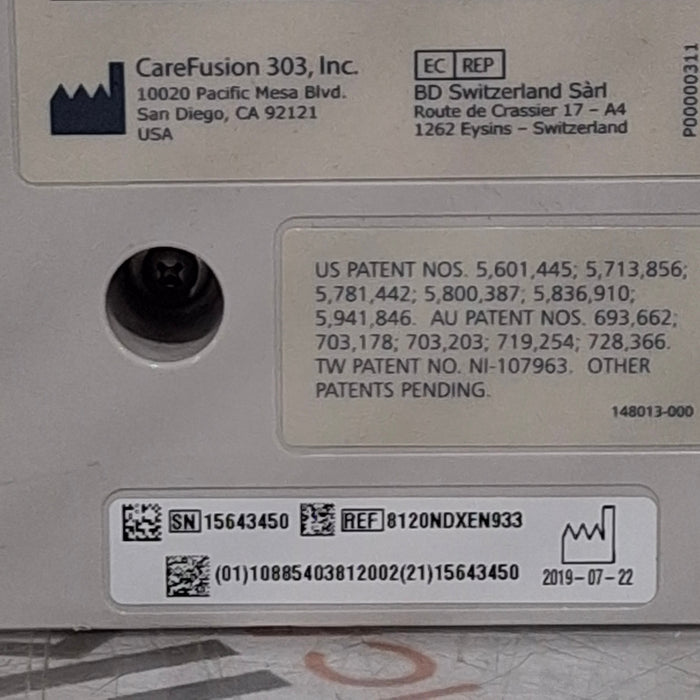 CareFusion 303, Inc.
10020 Pacific Mesa Blvd.
San Diego, CA 92121
USA
EC REP
BD Switzerland Sàrl
Route de Crassier 17 – A4
1262 Eysins – Switzerland
P00000311
US PATENT NOS. 5,601,445; 5,713,856;
5,781,442; 5,800,387; 5,836,910;
5,941,846. AU PATENT NOS. 693,662;
703,178; 703,203; 719,254; 728,366.
TW PATENT NO. NI-107963. OTHER
PATENTS PENDING.
148013-000
SN 15643450
REF 8120NDXEN933
(01)10885403812002(21)15643450
2019-07-22